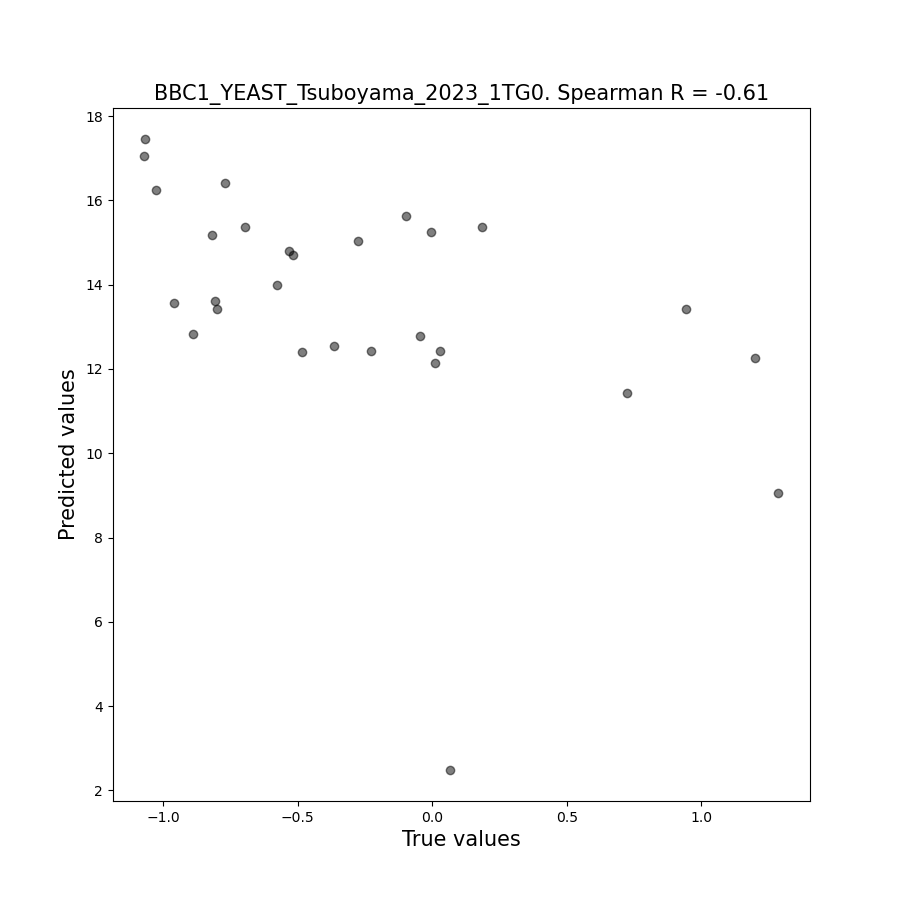 BBC1_YEAST_Tsuboyama_2023_1TG0. Spearman R = -0.61
18
16
14
12
10
8
6
4
2
Predicted values
−1.0 −0.5 0.0 0.5 1.0
True values